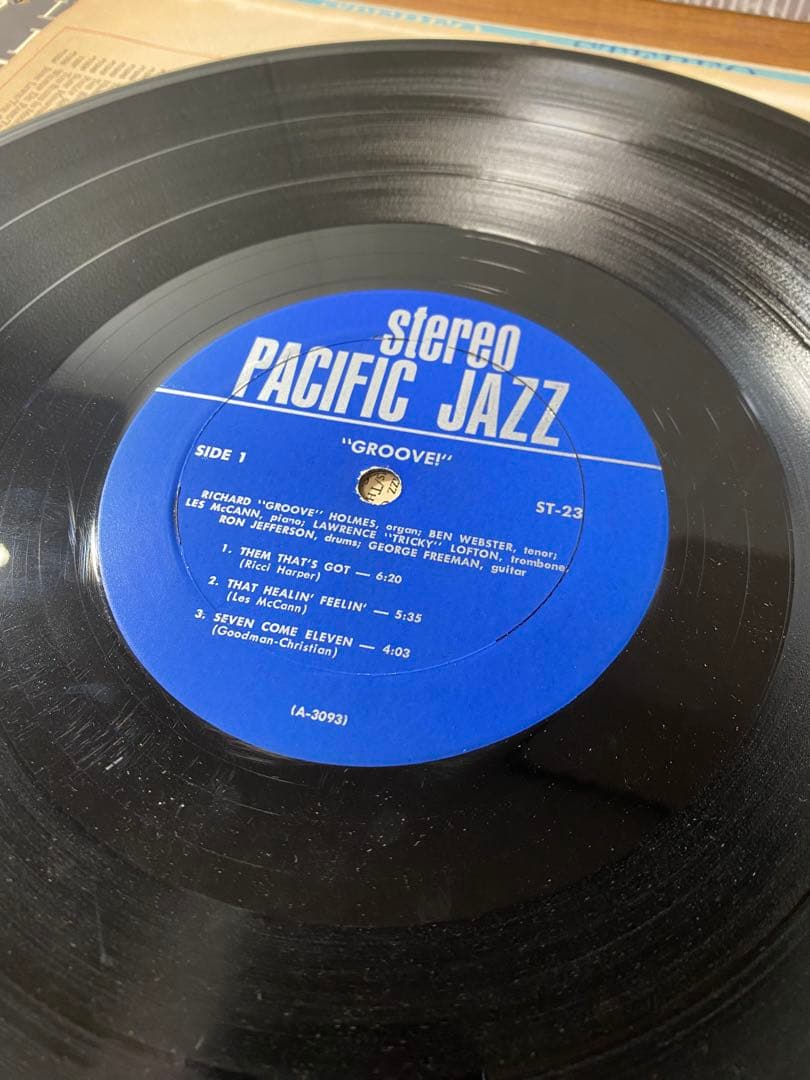 stereo
PACIFIC JAZZ
"GROOVE!"
SIDE 1
ST-23
RICHARD "GROOVE" HOLMES, organ; BEN WEBSTER, tenor;
LES McCANN, piano; LAWRENCE "TRICKY" LOFTON, trombone;
RON JEFFERSON, drums; GEORGE FREEMAN, guitar
1. THEM THAT'S GOT — 6:20
(Ricci Harper)
2. THAT HEALIN' FEELIN' — 5:35
(Les McCann)
3. SEVEN COME ELEVEN — 4:03
(Goodman-Christian)
(A-3093)